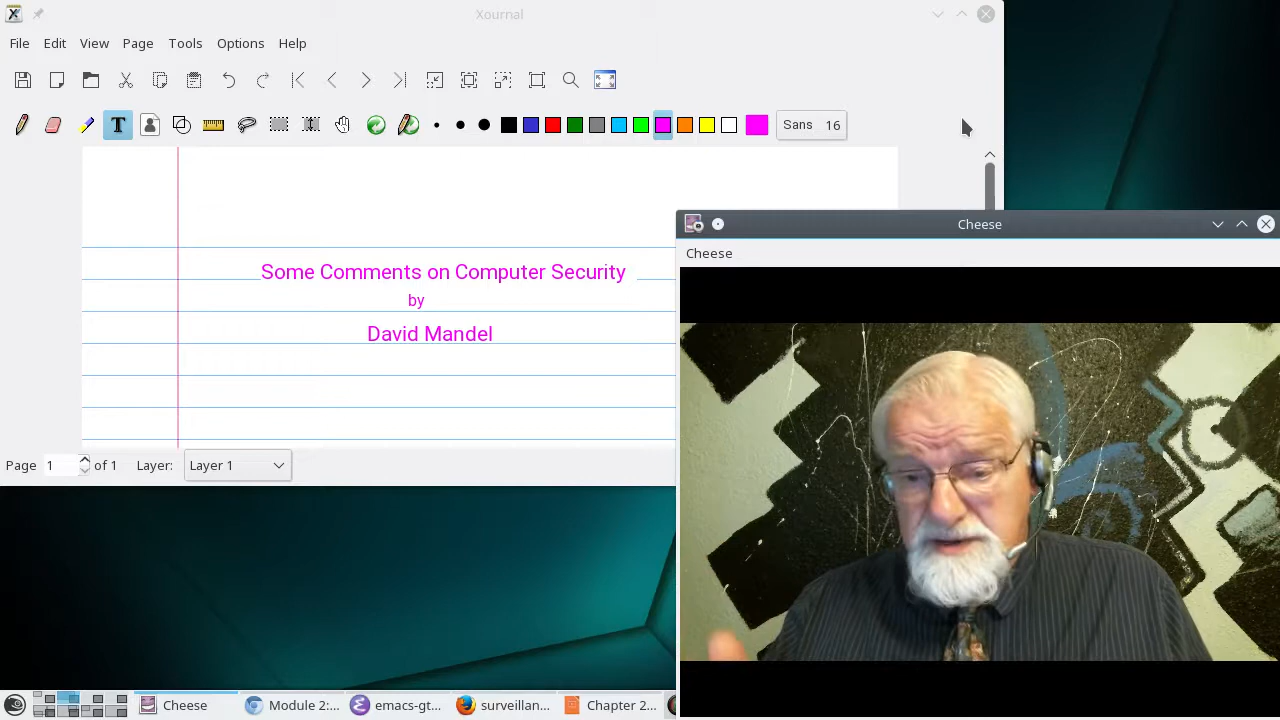 Xournal
File Edit View Page Tools Options Help
T Sans 16
Some Comments on Computer Security
by
David Mandel
Cheese
Cheese
Page 1 of 1 Layer: Layer 1
Cheese Module 2:... emacs-gt... surveillan... Chapter 2...